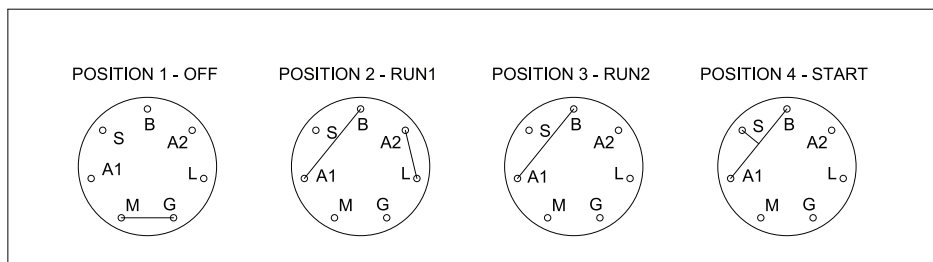 POSITION 1 - OFF
POSITION 2 - RUN1
POSITION 3 - RUN2
POSITION 4 - START
B
S
A2
A1
L
M
G
B
S
A2
A1
L
M
G
B
S
A2
A1
L
M
G
B
S
A2
A1
L
M
G